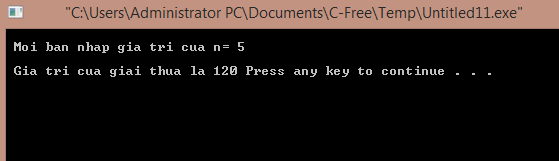 "C:\Users\Administrator PC\Documents\C-Free\Temp\Untitled11.exe"
Moi ban nhap gia tri cua n= 5
Gia tri cua giai thua la 120 Press any key to continue . . .